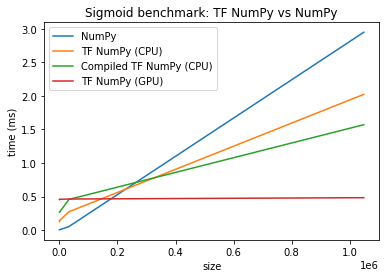 Sigmoid benchmark: TF NumPy vs NumPy
NumPy
TF NumPy (CPU)
Compiled TF NumPy (CPU)
TF NumPy (GPU)
time (ms)
3.0
2.5
2.0
1.5
1.0
0.5
0.0
0.0 0.2 0.4 0.6 0.8 1.0
1e6
size